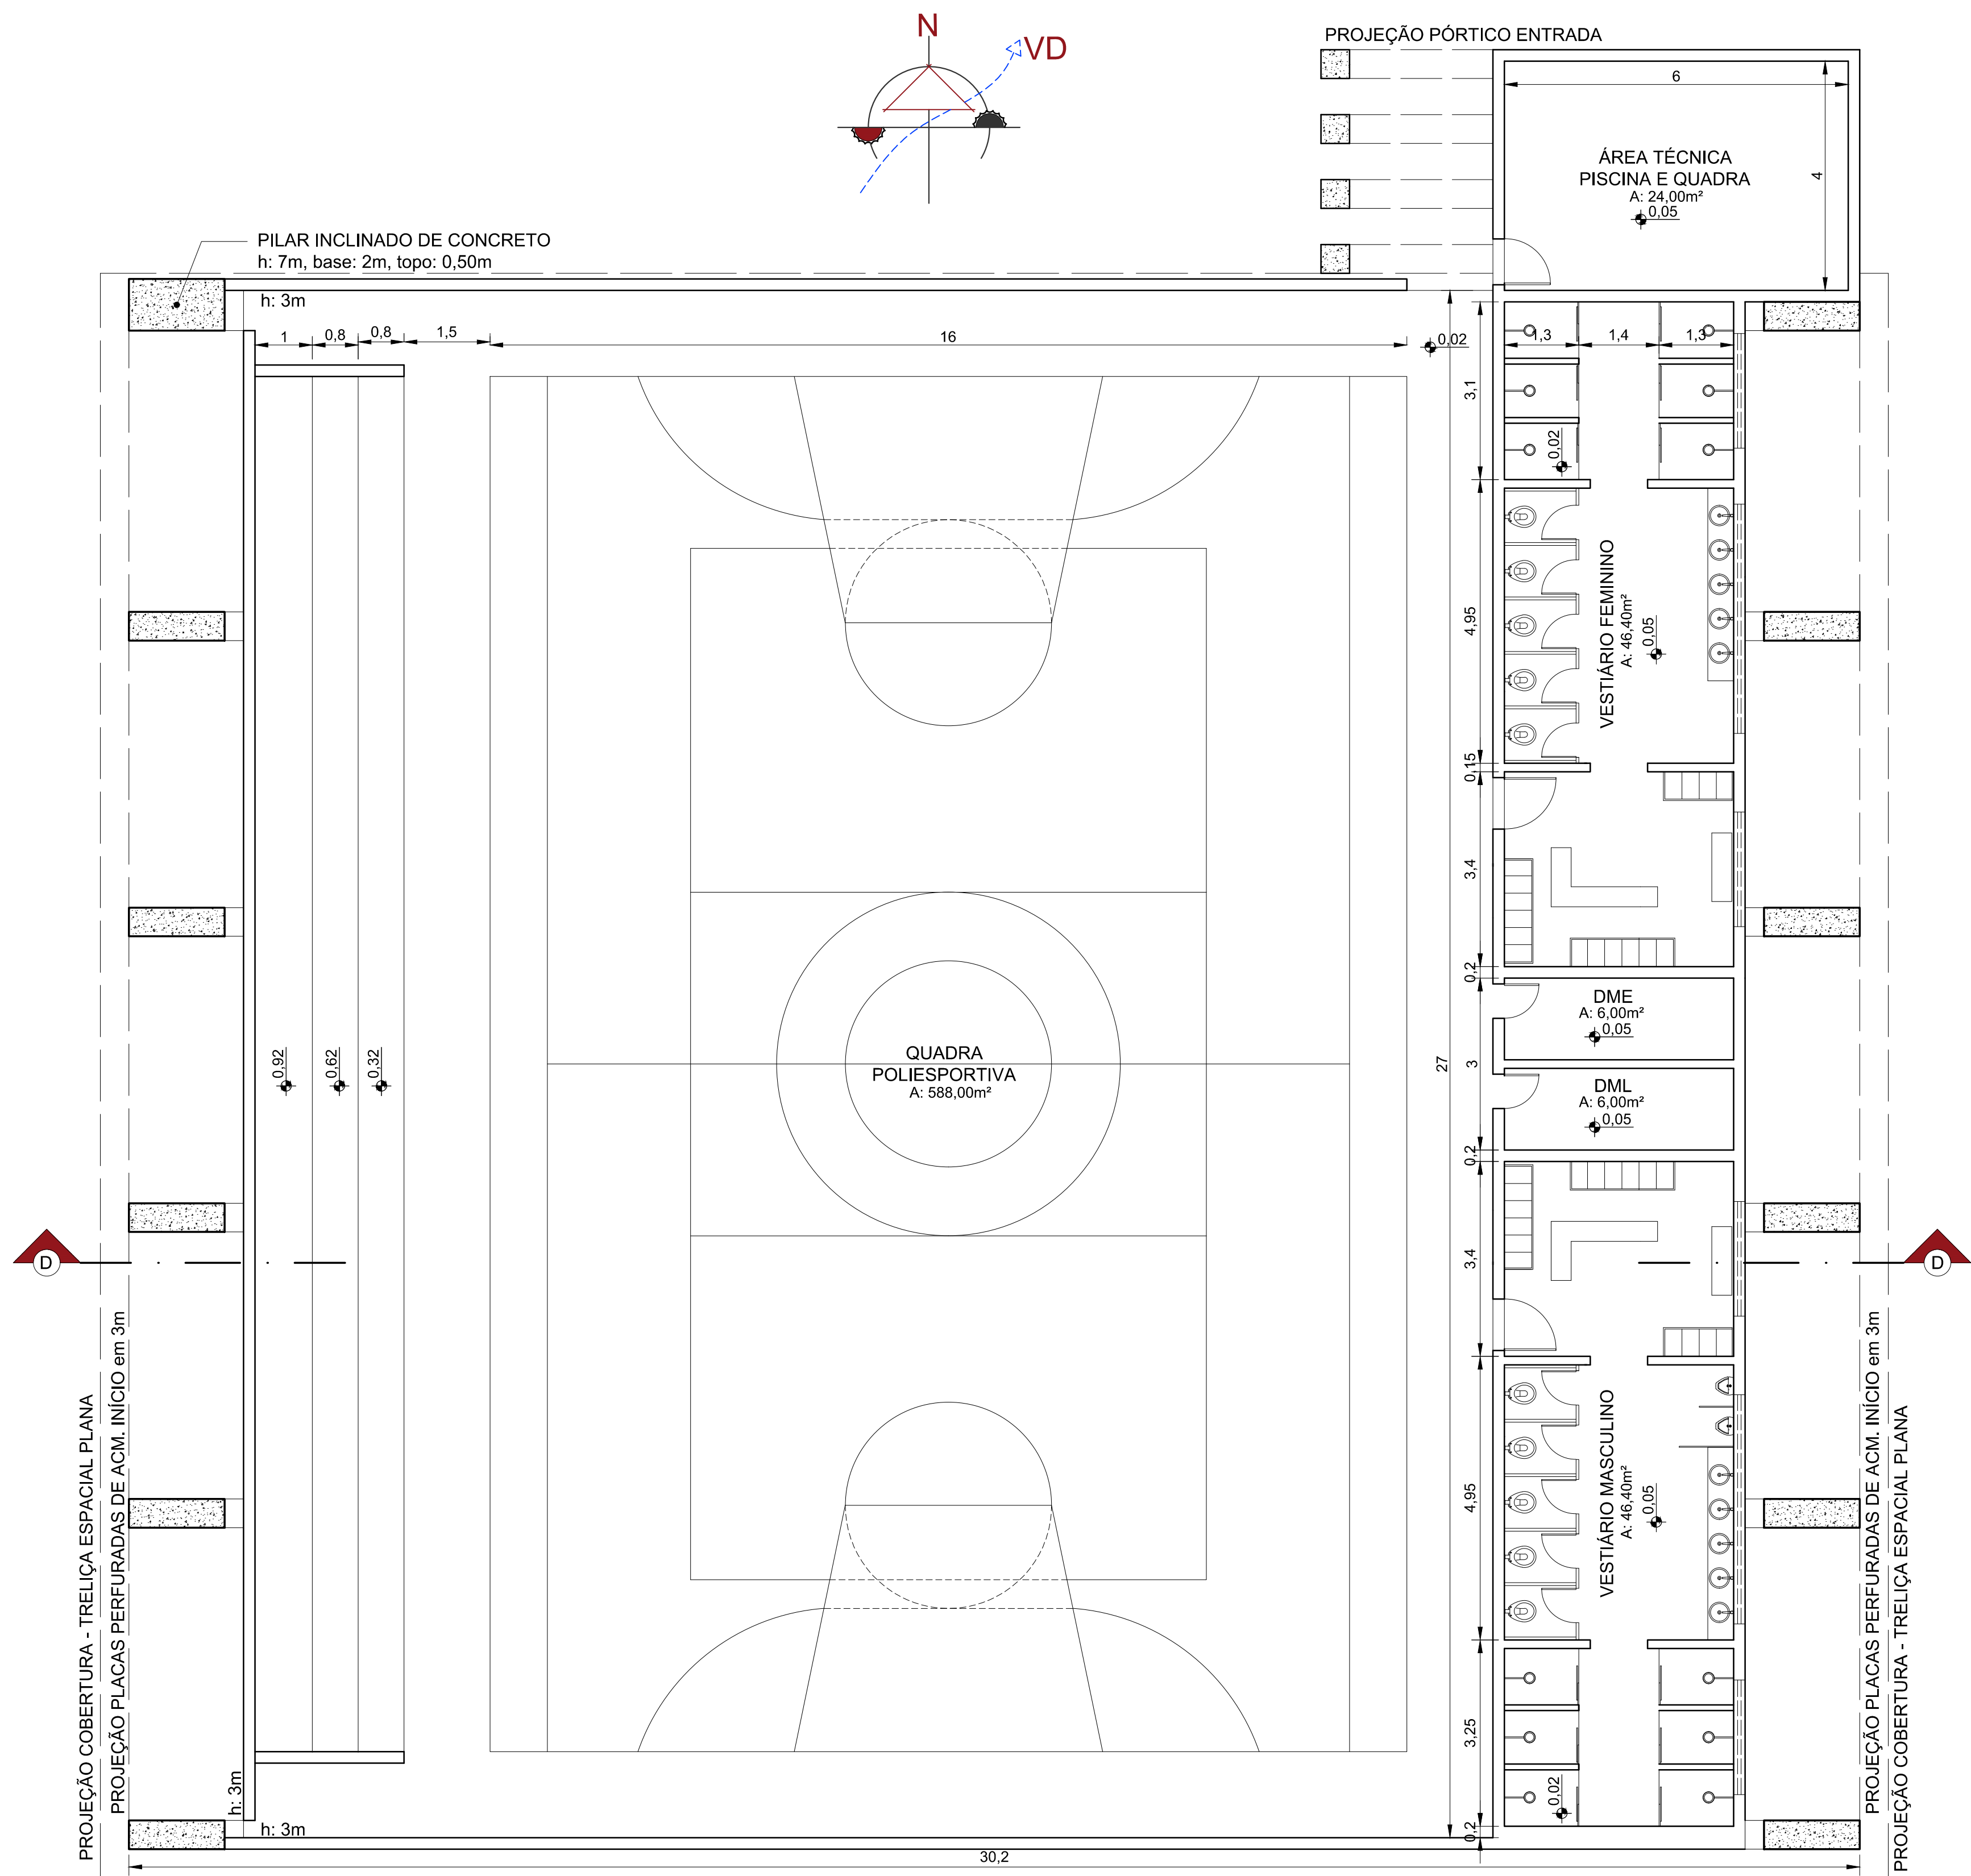 N
VD
PROJEÇÃO PÓRTICO ENTRADA
6
4
ÁREA TÉCNICA
PISCINA E QUADRA
A: 24,00m²
0,05
PILAR INCLINADO DE CONCRETO
h: 7m, base: 2m, topo: 0,50m
h: 3m
1
0,8
0,8
1,5
16
0,02
1,3
1,4
1,3
3,1
0,02
4,95
VESTIÁRIO FEMININO
A: 46,40m²
0,05
0,15
3,4
0,2
DME
A: 6,00m²
0,05
0,92
0,62
0,32
QUADRA
POLIESPORTIVA
A: 588,00m²
27
3
DML
A: 6,00m²
0,05
0,2
3,4
D
D
4,95
VESTIÁRIO MASCULINO
A: 46,40m²
0,05
3,25
0,02
0,2
PROJEÇÃO COBERTURA - TRELIÇA ESPACIAL PLANA
PROJEÇÃO PLACAS PERFURADAS DE ACM. INÍCIO em 3m
h: 3m
h: 3m
PROJEÇÃO PLACAS PERFURADAS DE ACM. INÍCIO em 3m
PROJEÇÃO COBERTURA - TRELIÇA ESPACIAL PLANA
30,2